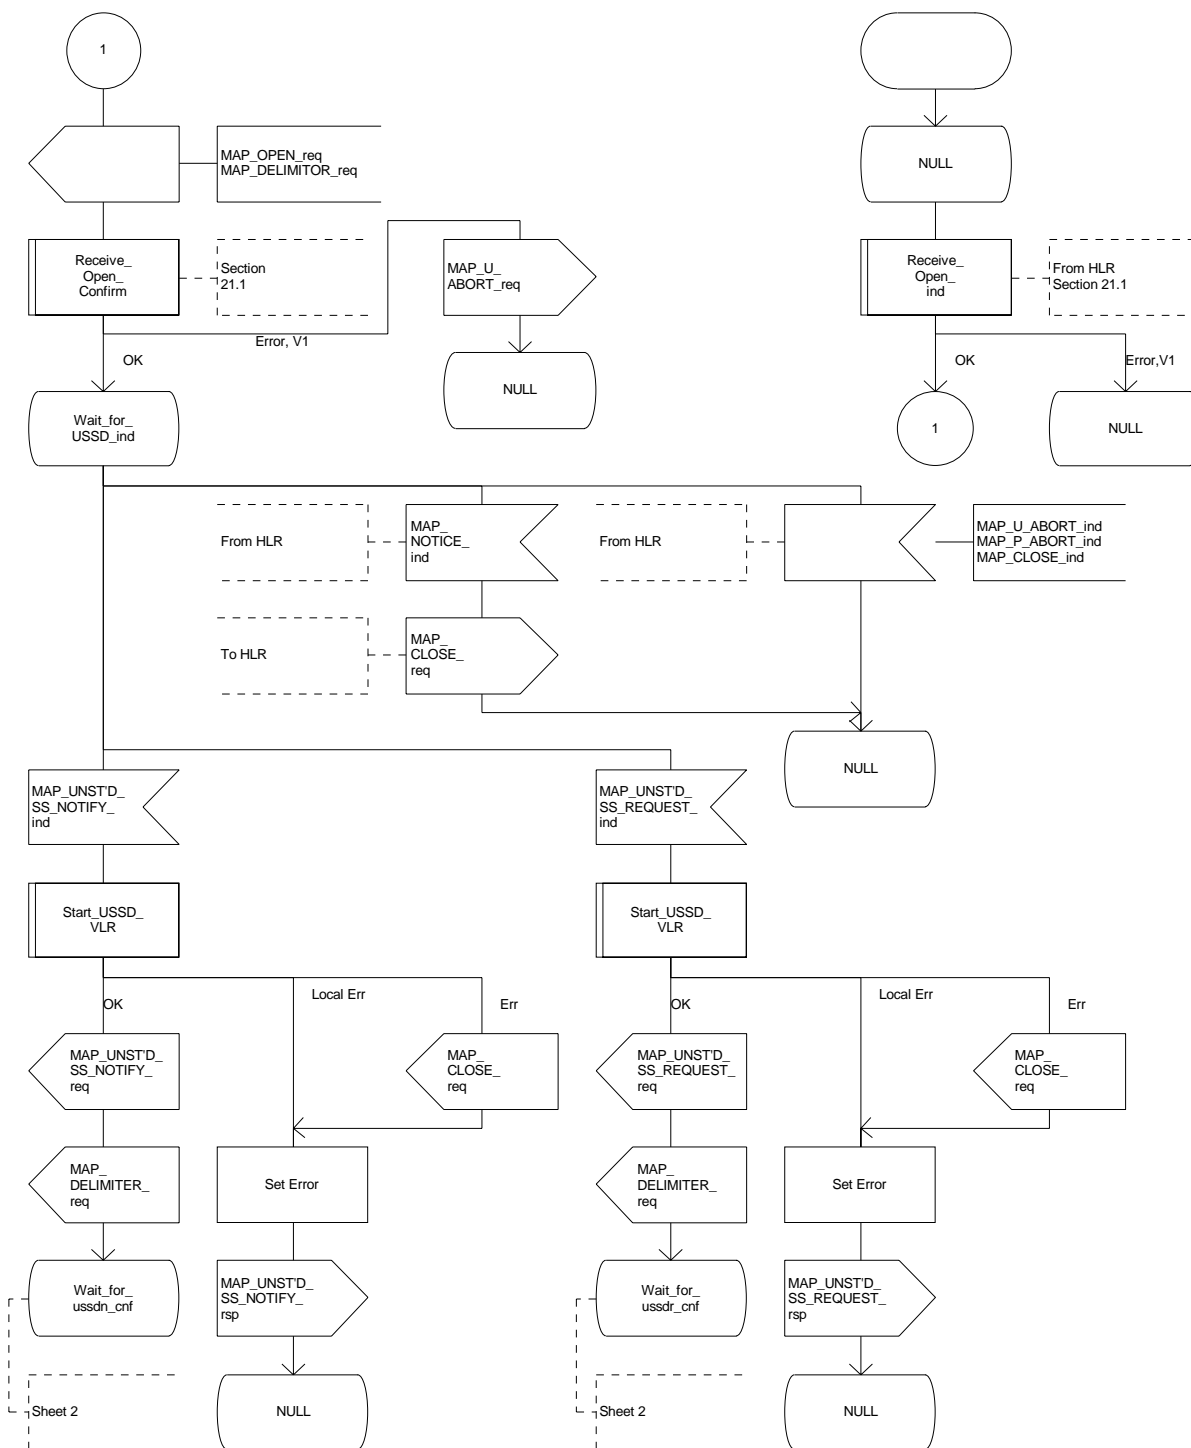 1
MAP_OPEN_req
MAP_DELIMITOR_req
NULL
Receive_
Open_
Confirm
Section
21.1
MAP_U_
ABORT_req
Receive_
Open_
ind
From HLR
Section 21.1
Error, V1
OK
OK
Error,V1
NULL
Wait_for_
USSD_ind
1
NULL
From HLR
MAP_
NOTICE_
ind
From HLR
MAP_U_ABORT_ind
MAP_P_ABORT_ind
MAP_CLOSE_ind
To HLR
MAP_
CLOSE_
req
NULL
MAP_UNST'D_
SS_NOTIFY_
ind
MAP_UNST'D_
SS_REQUEST_
ind
Start_USSD_
VLR
Start_USSD_
VLR
OK
Local Err
Err
OK
Local Err
Err
MAP_UNST'D_
SS_NOTIFY_
req
MAP_
CLOSE_
req
MAP_UNST'D_
SS_REQUEST_
req
MAP_
CLOSE_
req
MAP_
DELIMITER_
req
Set Error
MAP_
DELIMITER_
req
Set Error
Wait_for_
ussdn_cnf
MAP_UNST'D_
SS_NOTIFY_
rsp
Wait_for_
ussdr_cnf
MAP_UNST'D_
SS_REQUEST_
rsp
Sheet 2
NULL
Sheet 2
NULL